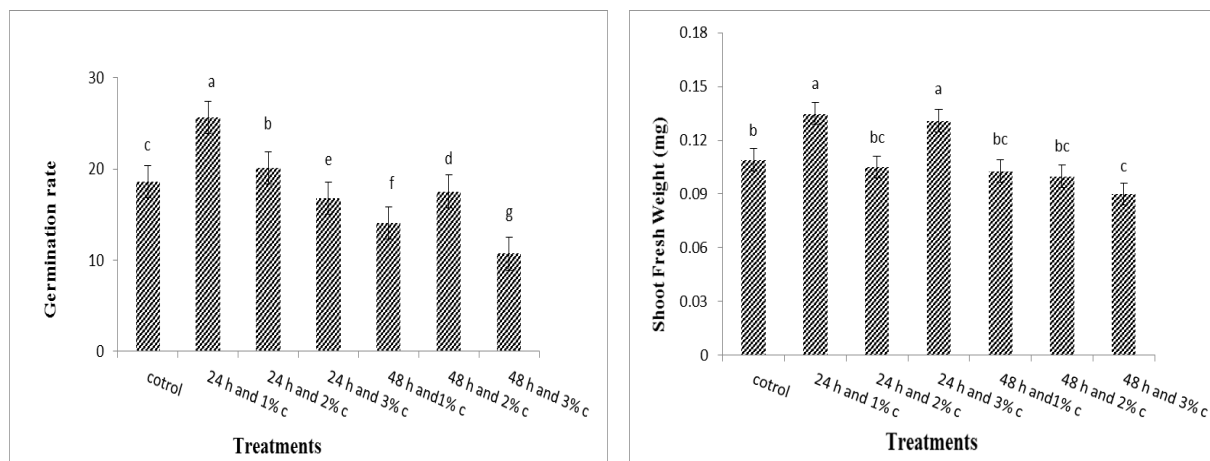 Germination rate
30
20
10
0
c
a
b
e
f
d
g
cotrol
24 h and 1% c
24 h and 2% c
24 h and 3% c
48 h and1% c
48 h and 2% c
48 h and 3% c
Treatments
Shoot Fresh Weight (mg)
0.18
0.15
0.12
0.09
0.06
0.03
0
b
a
bc
a
bc
bc
c
cotrol
24 h and 1% c
24 h and 2% c
24 h and 3% c
48 h and1% c
48 h and 2% c
48 h and 3% c
Treatments